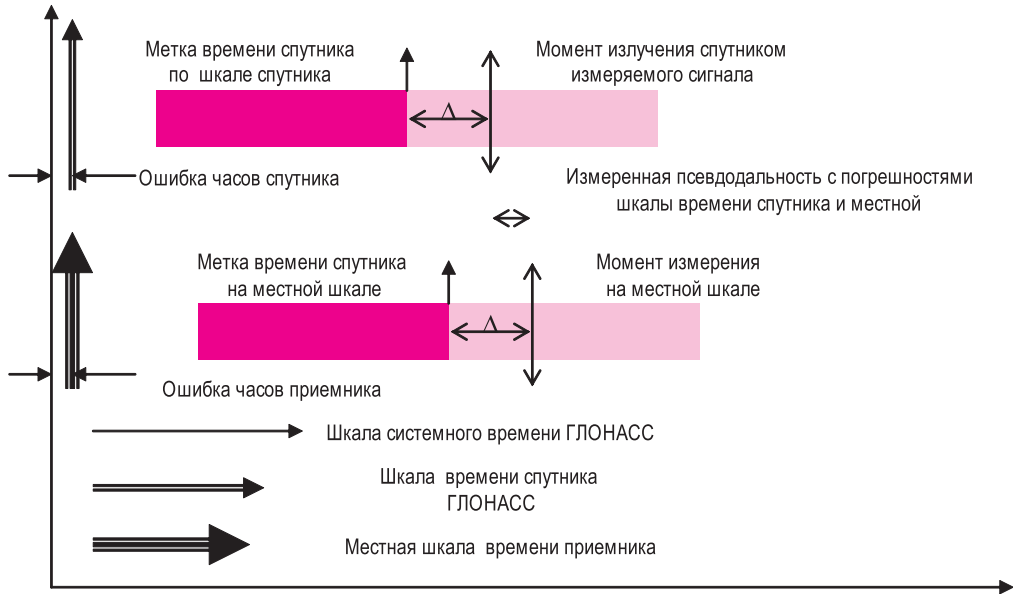 Метка времени спутника
по шкале спутника
Момент излучения спутником
измеряемого сигнала
Δ
Ошибка часов спутника
Измеренная псевдодальность с погрешностями
шкалы времени спутника и местной
Метка времени спутника
на местной шкале
Момент измерения
на местной шкале
Δ
Ошибка часов приемника
Шкала системного времени ГЛОНАСС
Шкала времени спутника
ГЛОНАСС
Местная шкала времени приемника